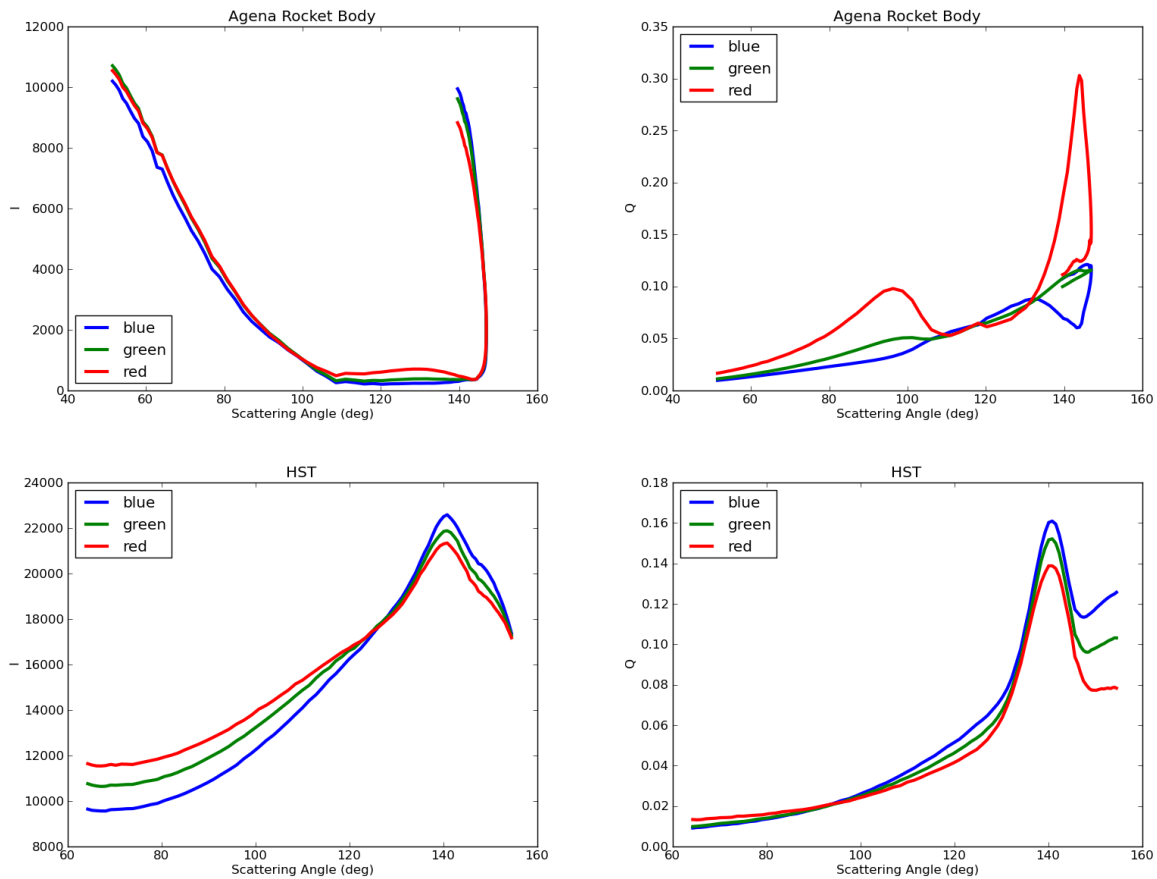 Agena Rocket Body
12000
10000
8000
6000
4000
2000
0
I
blue
green
red
40 60 80 100 120 140 160
Scattering Angle (deg)
Agena Rocket Body
0.35
0.30
0.25
0.20
0.15
0.10
0.05
0.00
Q
blue
green
red
40 60 80 100 120 140 160
Scattering Angle (deg)
HST
24000
22000
20000
18000
16000
14000
12000
10000
8000
I
blue
green
red
60 80 100 120 140 160
Scattering Angle (deg)
HST
0.18
0.16
0.14
0.12
0.10
0.08
0.06
0.04
0.02
0.00
Q
blue
green
red
60 80 100 120 140 160
Scattering Angle (deg)